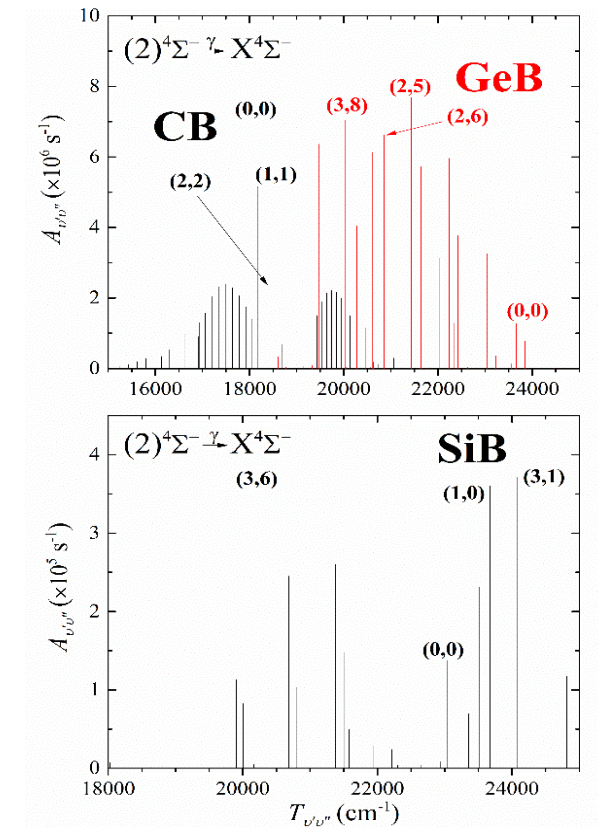 10
(2)⁴Σ⁻ γ→ X⁴Σ⁻
GeB
(2,5)
8
(0,0)
(3,8)
(2,6)
CB
6
(2,2)
(1,1)
4
2
(0,0)
0
A_υ'υ" (×10⁶ s⁻¹)
16000 18000 20000 22000 24000
(2)⁴Σ⁻ γ→ X⁴Σ⁻
SiB
4
(3,6)
(1,0)
(3,1)
3
2
(0,0)
1
0
A_υ'υ" (×10⁵ s⁻¹)
18000 20000 22000 24000
T_υ'υ" (cm⁻¹)